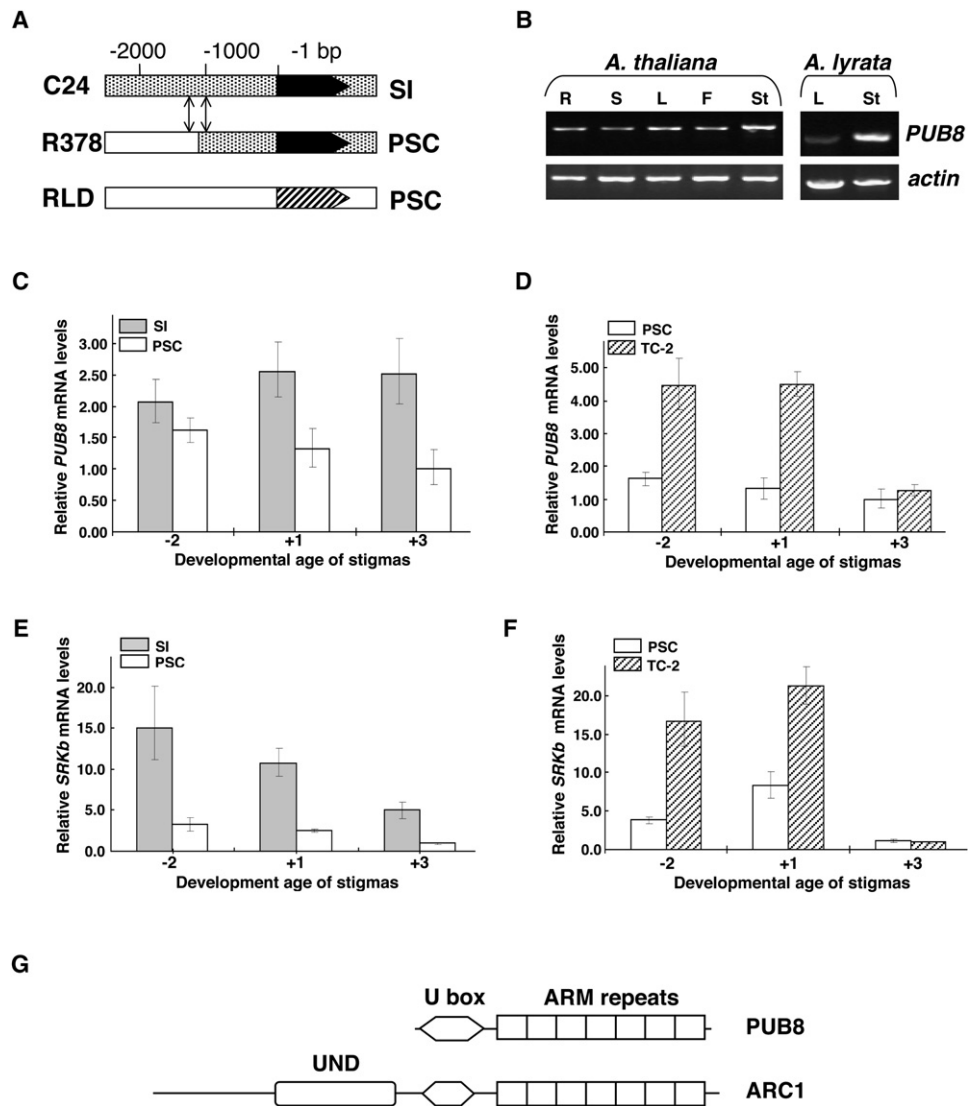 A
-2000 -1000 -1 bp
C24 SI
R378 PSC
RLD PSC
B
A. thaliana A. lyrata
R S L F St L St
PUB8
actin
C
SI
PSC
Relative PUB8 mRNA levels
3.00
2.50
2.00
1.50
1.00
0.50
0.00
-2 +1 +3
Developmental age of stigmas
D
PSC
TC-2
Relative PUB8 mRNA levels
5.00
4.00
3.00
2.00
1.00
0.00
-2 +1 +3
Developmental age of stigmas
E
SI
PSC
Relative SRKb mRNA levels
20.0
15.0
10.0
5.0
0.0
-2 +1 +3
Development age of stigmas
F
PSC
TC-2
Relative SRKb mRNA levels
20.0
15.0
10.0
5.0
0.0
-2 +1 +3
Developmental age of stigmas
G
U box ARM repeats
PUB8
UND
ARC1